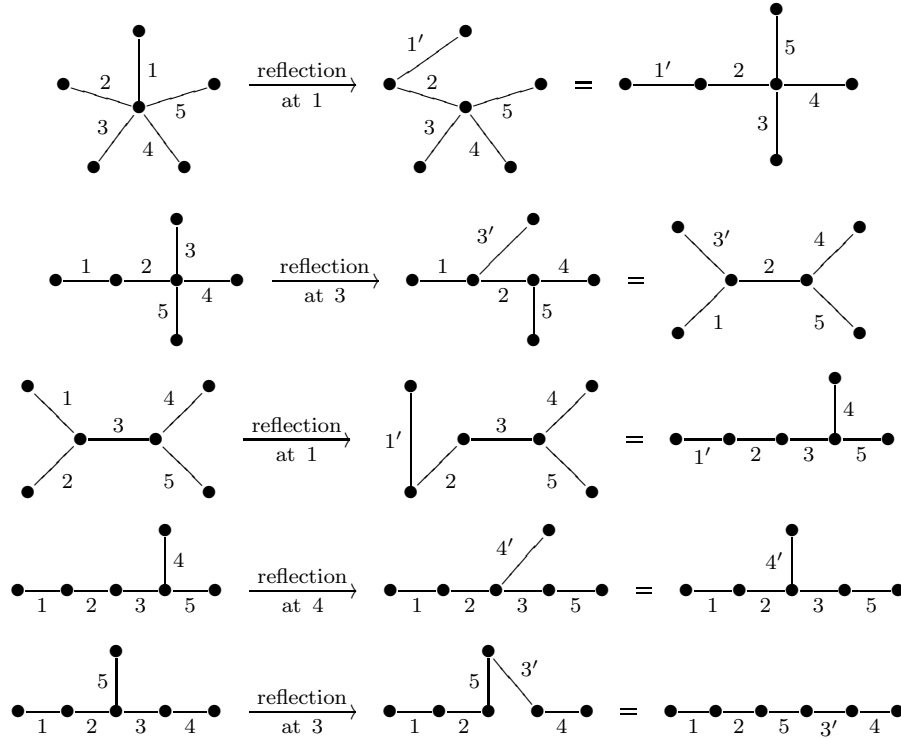 1 2 3 4 5 reflection at 1 1′ 2 3 4 5 = 1′ 2 5 4 3
1 2 3 4 5 reflection at 3 1 3′ 2 4 5 = 3′ 1 2 4 5
1 2 3 4 5 reflection at 1 1′ 2 3 4 5 = 1′ 2 3 4 5
1 2 3 4 5 reflection at 4 1 2 4′ 3 5 = 1 2 4′ 3 5
1 2 5 3 4 reflection at 3 1 2 5 3′ 4 = 1 2 5 3′ 4